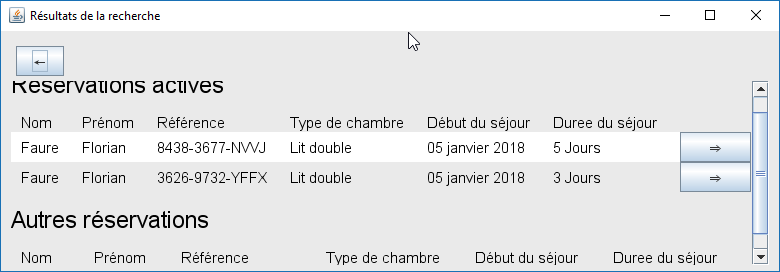 Résultats de la recherche
←
Réservations actives
Nom Prénom Référence Type de chambre Début du séjour Duree du séjour
Faure Florian 8438-3677-NVVJ Lit double 05 janvier 2018 5 Jours ⇒
Faure Florian 3626-9732-YFFX Lit double 05 janvier 2018 3 Jours ⇒
Autres réservations
Nom Prénom Référence Type de chambre Début du séjour Duree du séjour